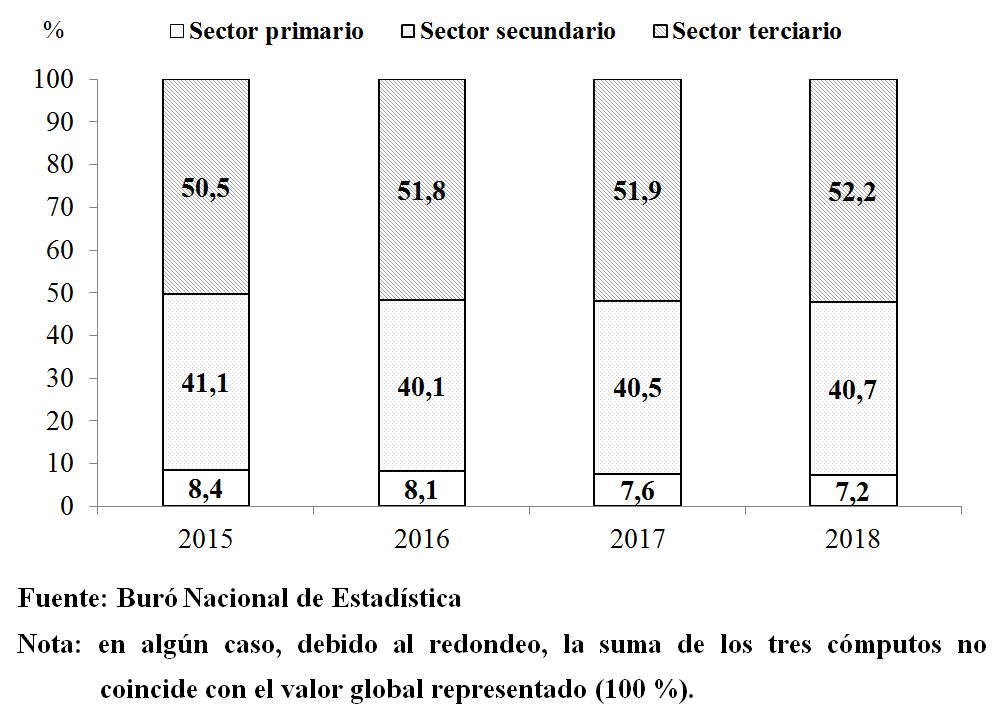 % Sector primario Sector secundario Sector terciario
100
90
80
70
60
50
40
30
20
10
0
50,5 51,8 51,9 52,2
41,1 40,1 40,5 40,7
8,4 8,1 7,6 7,2
2015 2016 2017 2018
Fuente: Buró Nacional de Estadística
Nota: en algún caso, debido al redondeo, la suma de los tres cómputos no
coincide con el valor global representado (100 %).